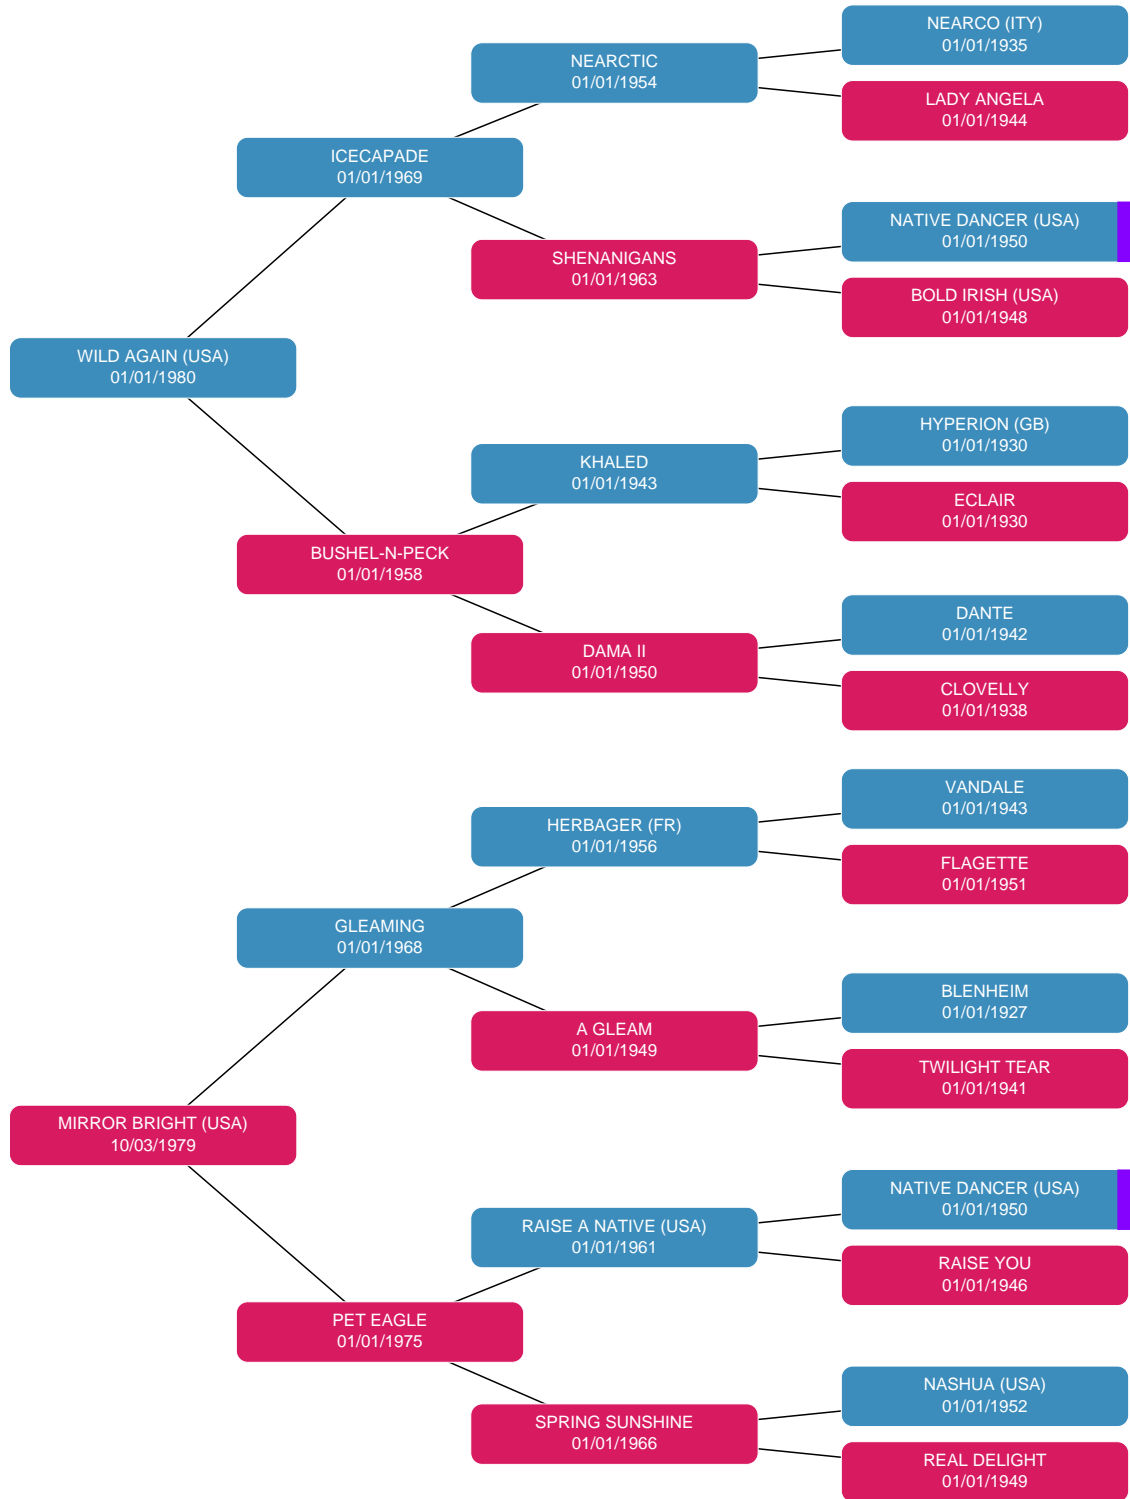 NEARCO (ITY)
01/01/1935
NEARCTIC
01/01/1954
LADY ANGELA
01/01/1944
ICECAPADE
01/01/1969
NATIVE DANCER (USA)
01/01/1950
SHENANIGANS
01/01/1963
BOLD IRISH (USA)
01/01/1948
WILD AGAIN (USA)
01/01/1980
HYPERION (GB)
01/01/1930
KHALED
01/01/1943
ECLAIR
01/01/1930
BUSHEL-N-PECK
01/01/1958
DANTE
01/01/1942
DAMA II
01/01/1950
CLOVELLY
01/01/1938
VANDALE
01/01/1943
HERBAGER (FR)
01/01/1956
FLAGETTE
01/01/1951
GLEAMING
01/01/1968
BLENHEIM
01/01/1927
A GLEAM
01/01/1949
TWILIGHT TEAR
01/01/1941
MIRROR BRIGHT (USA)
10/03/1979
NATIVE DANCER (USA)
01/01/1950
RAISE A NATIVE (USA)
01/01/1961
RAISE YOU
01/01/1946
PET EAGLE
01/01/1975
NASHUA (USA)
01/01/1952
SPRING SUNSHINE
01/01/1966
REAL DELIGHT
01/01/1949